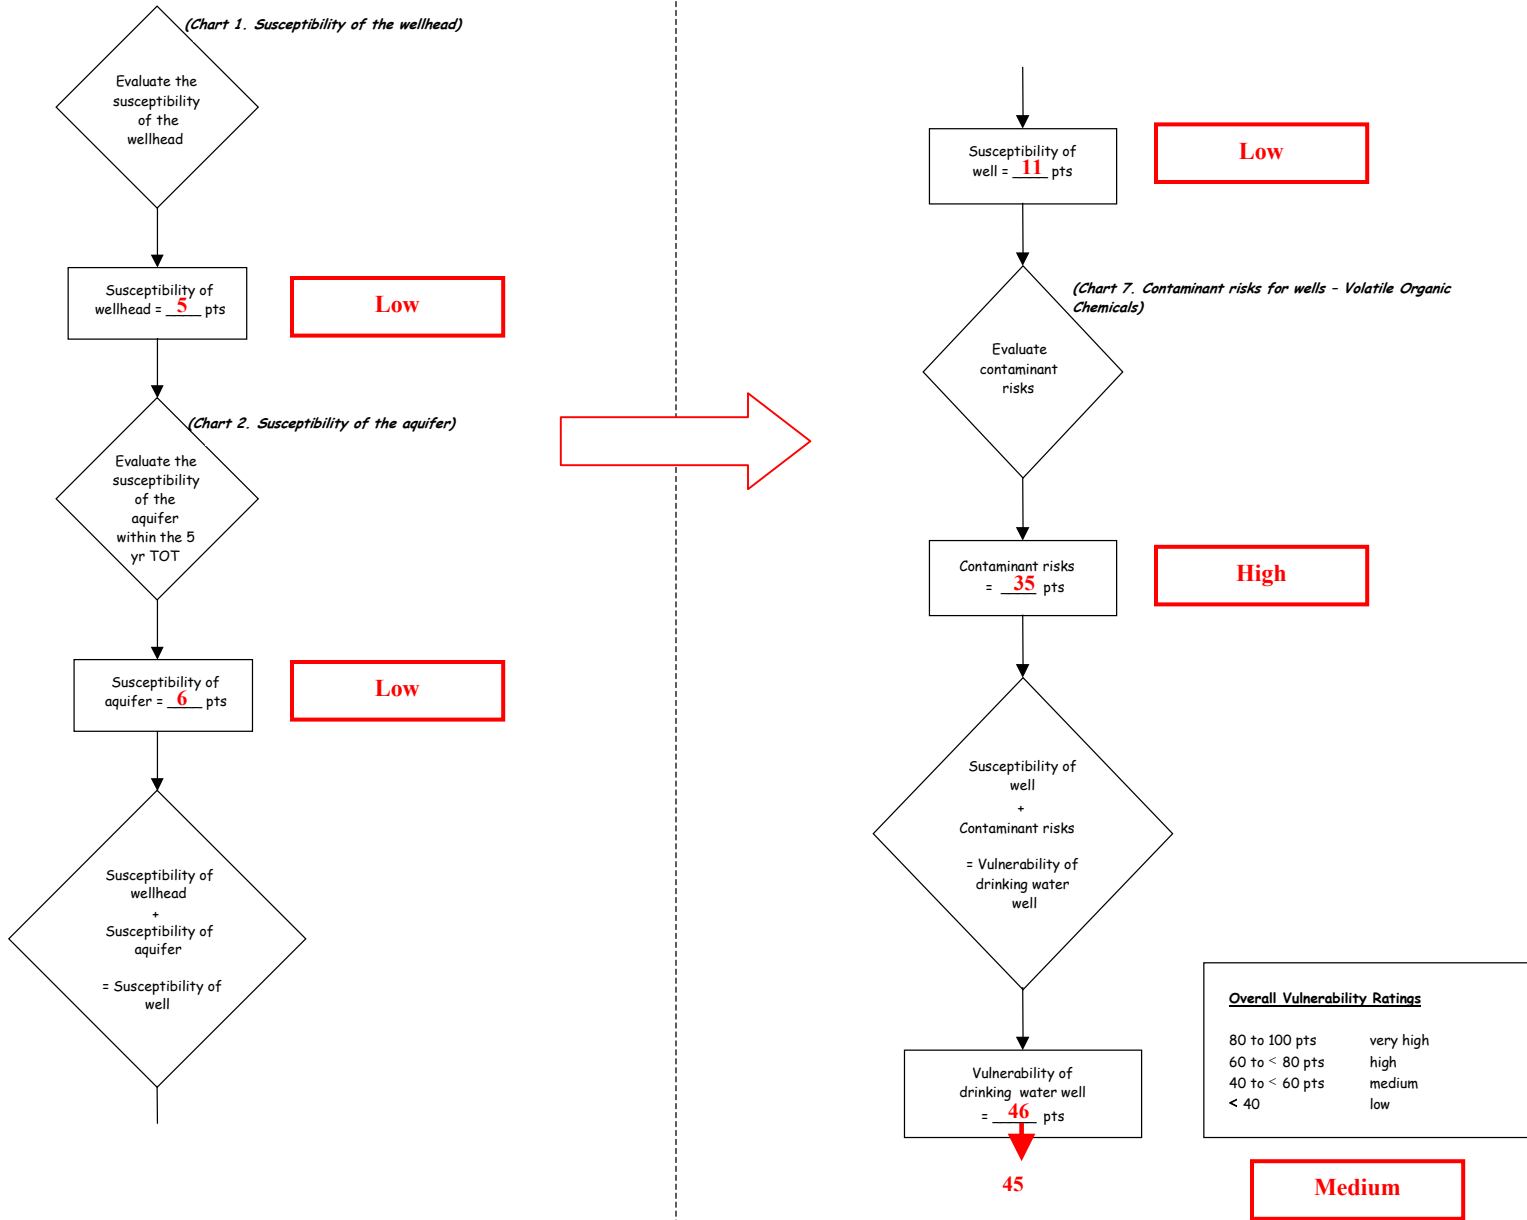 (Chart 1. Susceptibility of the wellhead)
Evaluate the
susceptibility
of the
wellhead
Susceptibility of
wellhead = 5 pts
Low
(Chart 2. Susceptibility of the aquifer)
Evaluate the
susceptibility
of the
aquifer
within the 5
yr TOT
Susceptibility of
aquifer = 6 pts
Low
Susceptibility of
wellhead
+
Susceptibility of
aquifer
= Susceptibility of
well
Susceptibility of
well = 11 pts
Low
(Chart 7. Contaminant risks for wells – Volatile Organic
Chemicals)
Evaluate
contaminant
risks
Contaminant risks
= 35 pts
High
Susceptibility of
well
+
Contaminant risks
= Vulnerability of
drinking water
well
Vulnerability of
drinking water well
= 46 pts
45
Overall Vulnerability Ratings
80 to 100 pts very high
60 to < 80 pts high
40 to < 60 pts medium
< 40 low
Medium